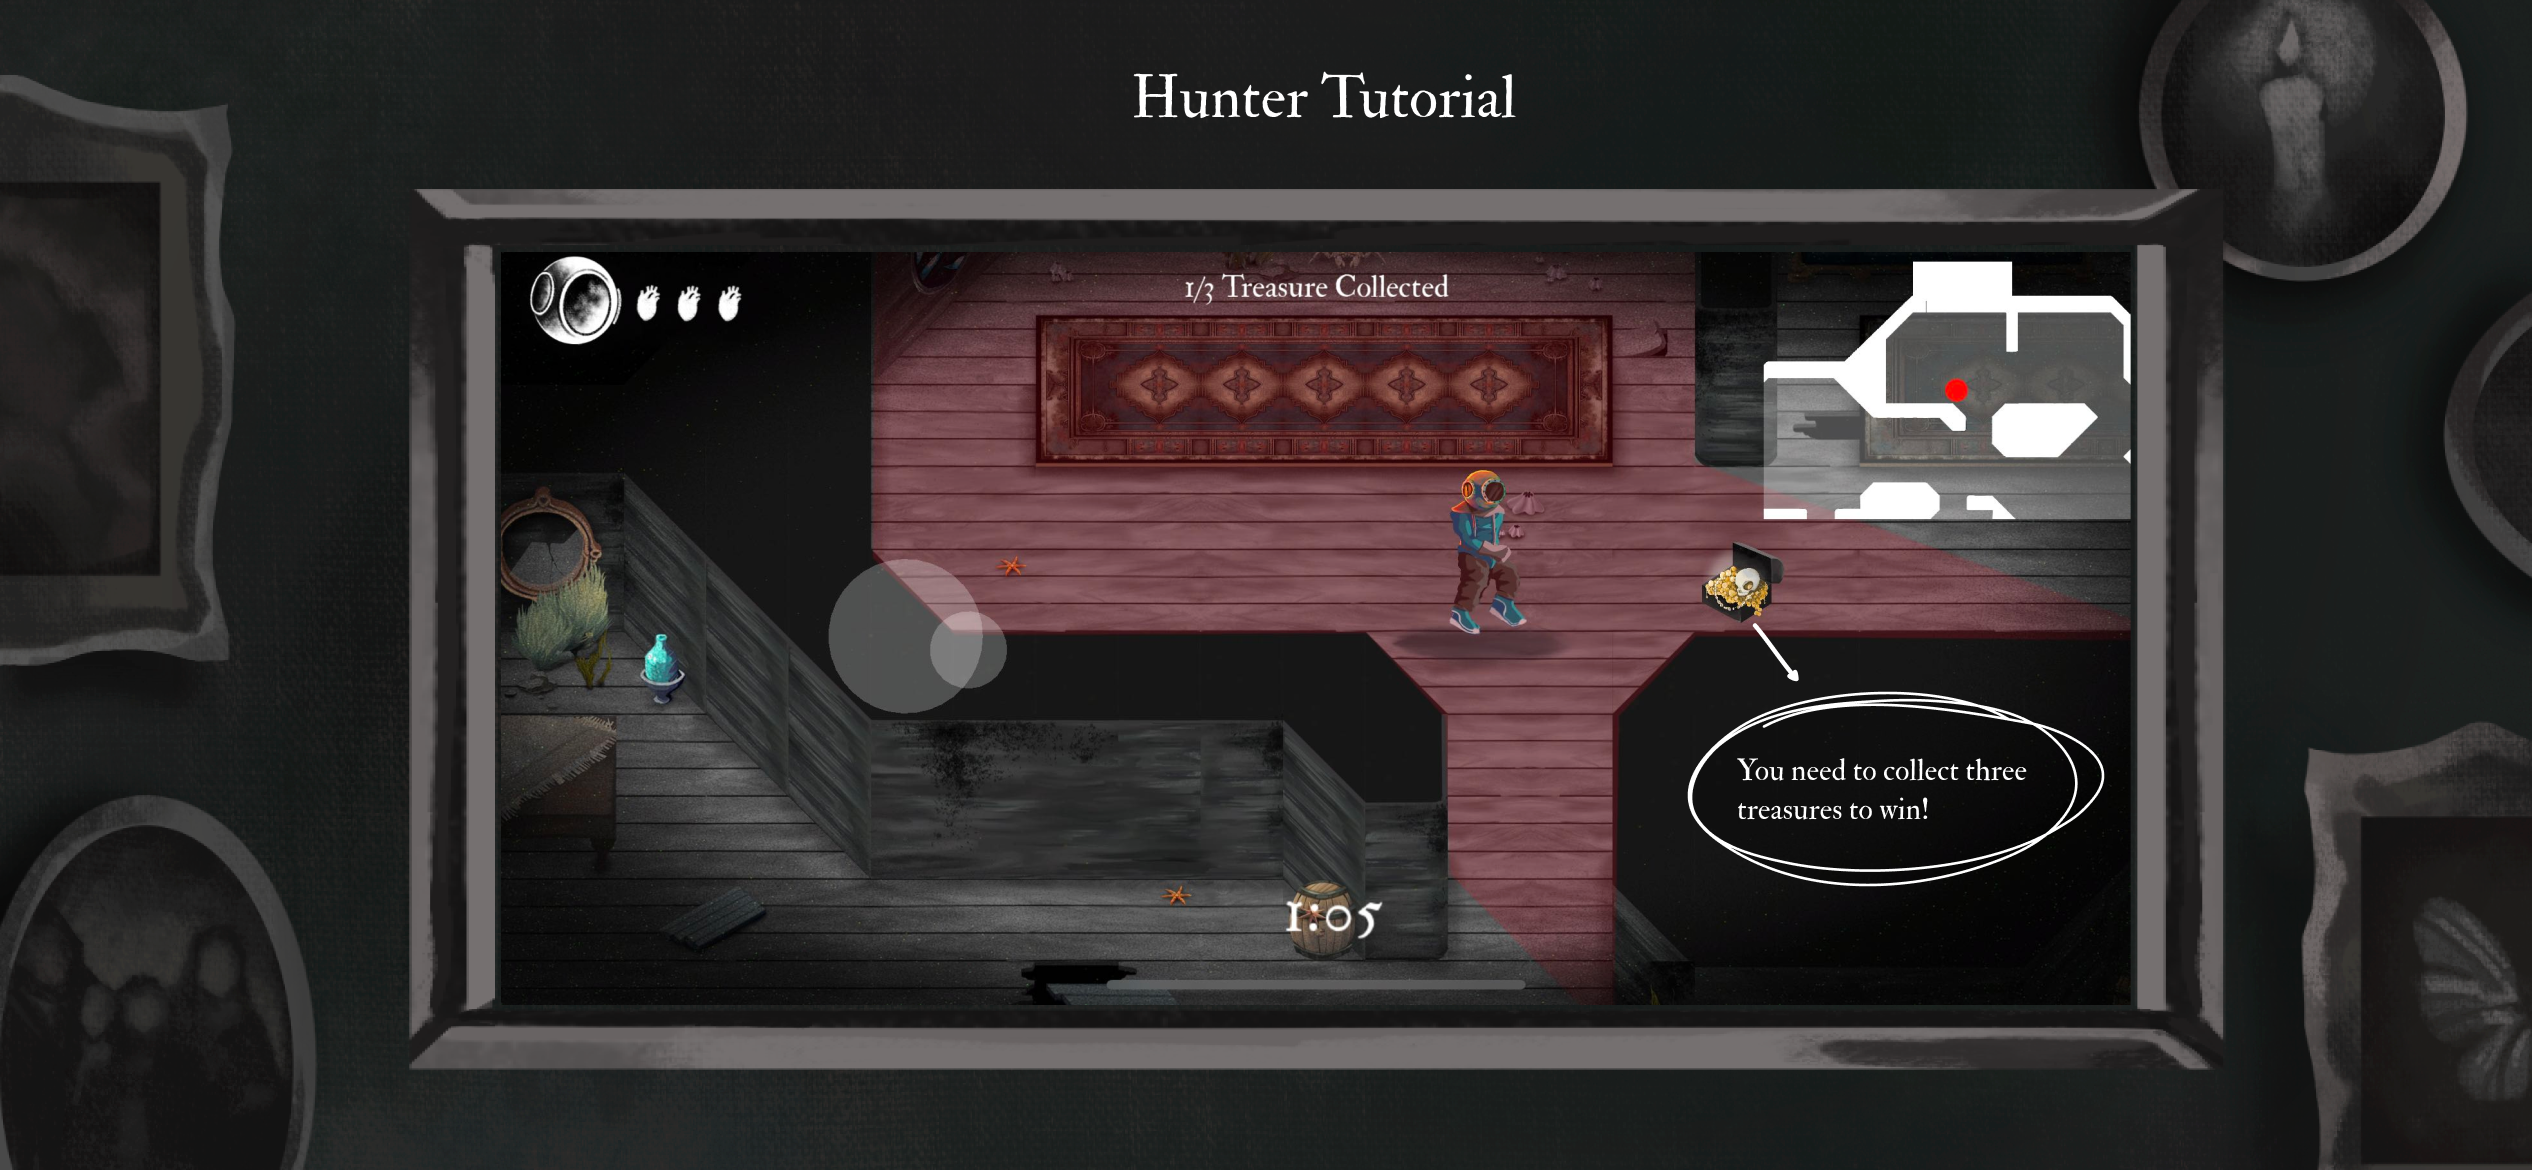 Hunter Tutorial
1/3 Treasure Collected
You need to collect three
treasures to win!
1:05